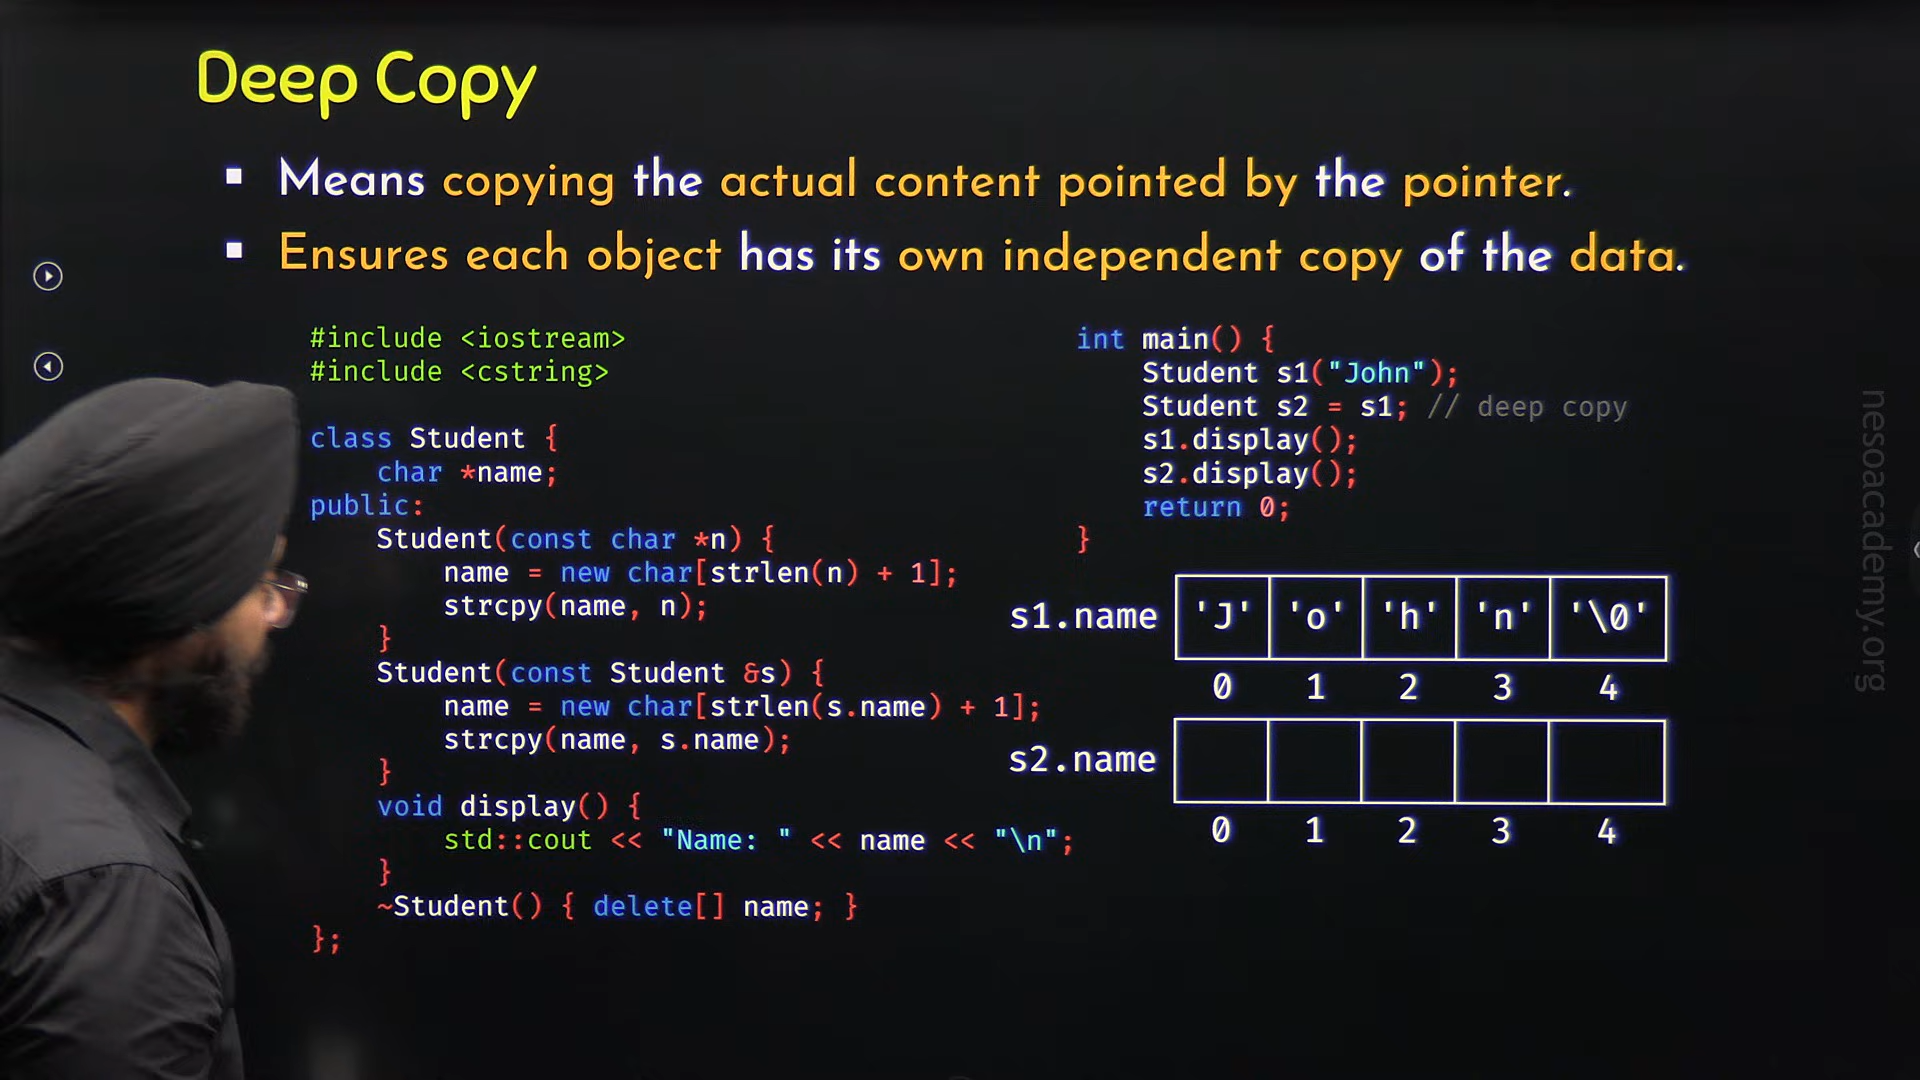 Deep Copy
▪ Means copying the actual content pointed by the pointer.
▪ Ensures each object has its own independent copy of the data.
#include <iostream>
#include <cstring>
class Student {
    char *name;
public:
    Student(const char *n) {
        name = new char[strlen(n) + 1];
        strcpy(name, n);
    }
    Student(const Student &s) {
        name = new char[strlen(s.name) + 1];
        strcpy(name, s.name);
    }
    void display() {
        std::cout << "Name: " << name << "\n";
    }
    ~Student() { delete[] name; }
};
int main() {
    Student s1("John");
    Student s2 = s1; // deep copy
    s1.display();
    s2.display();
    return 0;
}
s1.name 'J' 'o' 'h' 'n' '\0'
0 1 2 3 4
s2.name
0 1 2 3 4
nesoacademy.org